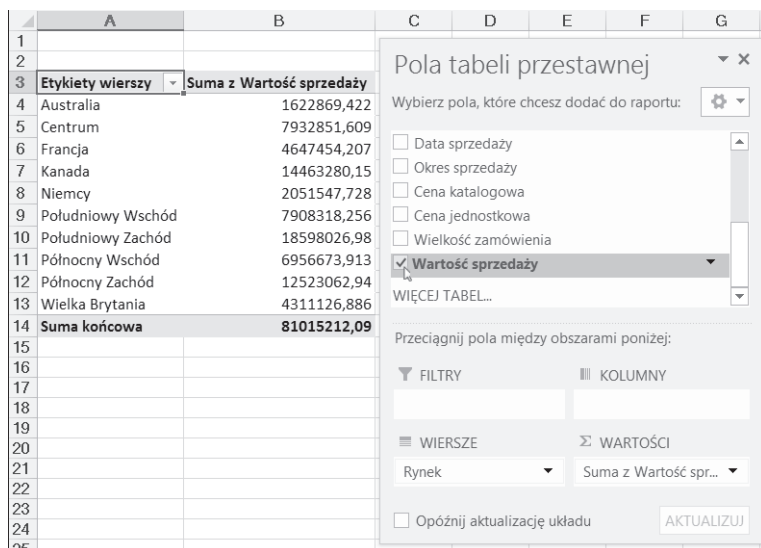 A B C D E F G
1
2
3 Etykiety wierszy Suma z Wartość sprzedaży
4 Australia 1622869,422
5 Centrum 7932851,609
6 Francja 4647454,207
7 Kanada 14463280,15
8 Niemcy 2051547,728
9 Południowy Wschód 7908318,256
10 Południowy Zachód 18598026,98
11 Północny Wschód 6956673,913
12 Północny Zachód 12523062,94
13 Wielka Brytania 4311126,886
14 Suma końcowa 81015212,09
15
16
17
18
19
20
21
22
23
24
25
Pola tabeli przestawnej
Wybierz pola, które chcesz dodać do raportu:
Data sprzedaży
Okres sprzedaży
Cena katalogowa
Cena jednostkowa
Wielkość zamówienia
Wartość sprzedaży
WIĘCEJ TABEL...
Przeciągnij pola między obszarami poniżej:
FILTRY KOLUMNY
WIERSZE Σ WARTOŚCI
Rynek Suma z Wartość spr...
Opóźnij aktualizację układu AKTUALIZUJ